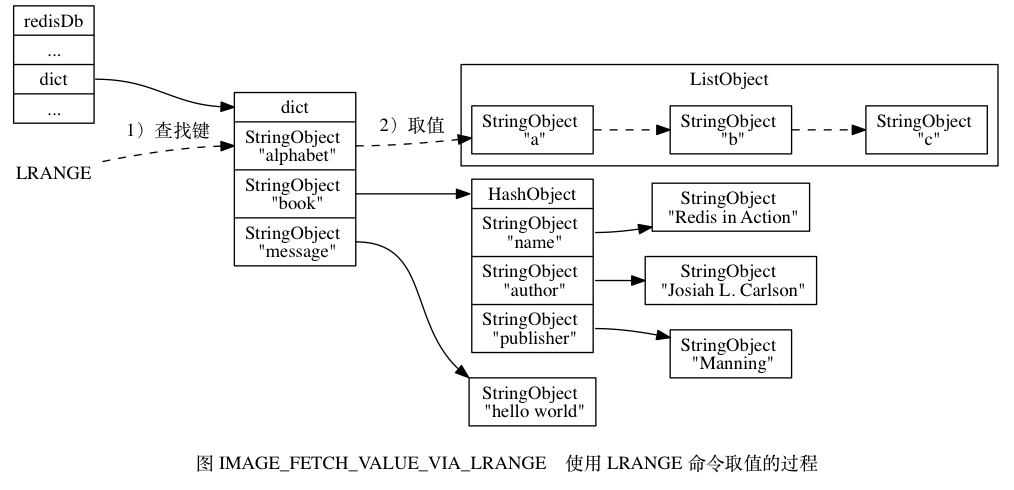 redisDb
...
dict
...
LRANGE
1）查找键
dict
StringObject
"alphabet"
StringObject
"book"
StringObject
"message"
2）取值
ListObject
StringObject
"a"
StringObject
"b"
StringObject
"c"
HashObject
StringObject
"name"
StringObject
"author"
StringObject
"publisher"
StringObject
"Redis in Action"
StringObject
"Josiah L. Carlson"
StringObject
"Manning"
StringObject
"hello world"
图 IMAGE_FETCH_VALUE_VIA_LRANGE 使用 LRANGE 命令取值的过程